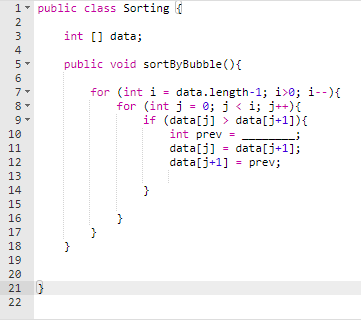 1 public class Sorting {
2
3     int [] data;
4
5     public void sortByBubble(){
6
7         for (int i = data.length-1; i>0; i--){
8             for (int j = 0; j < i; j++){
9                 if (data[j] > data[j+1]){
10                     int prev = ________;
11                     data[j] = data[j+1];
12                     data[j+1] = prev;
13
14                 }
15
16             }
17         }
18     }
19
20
21 }
22